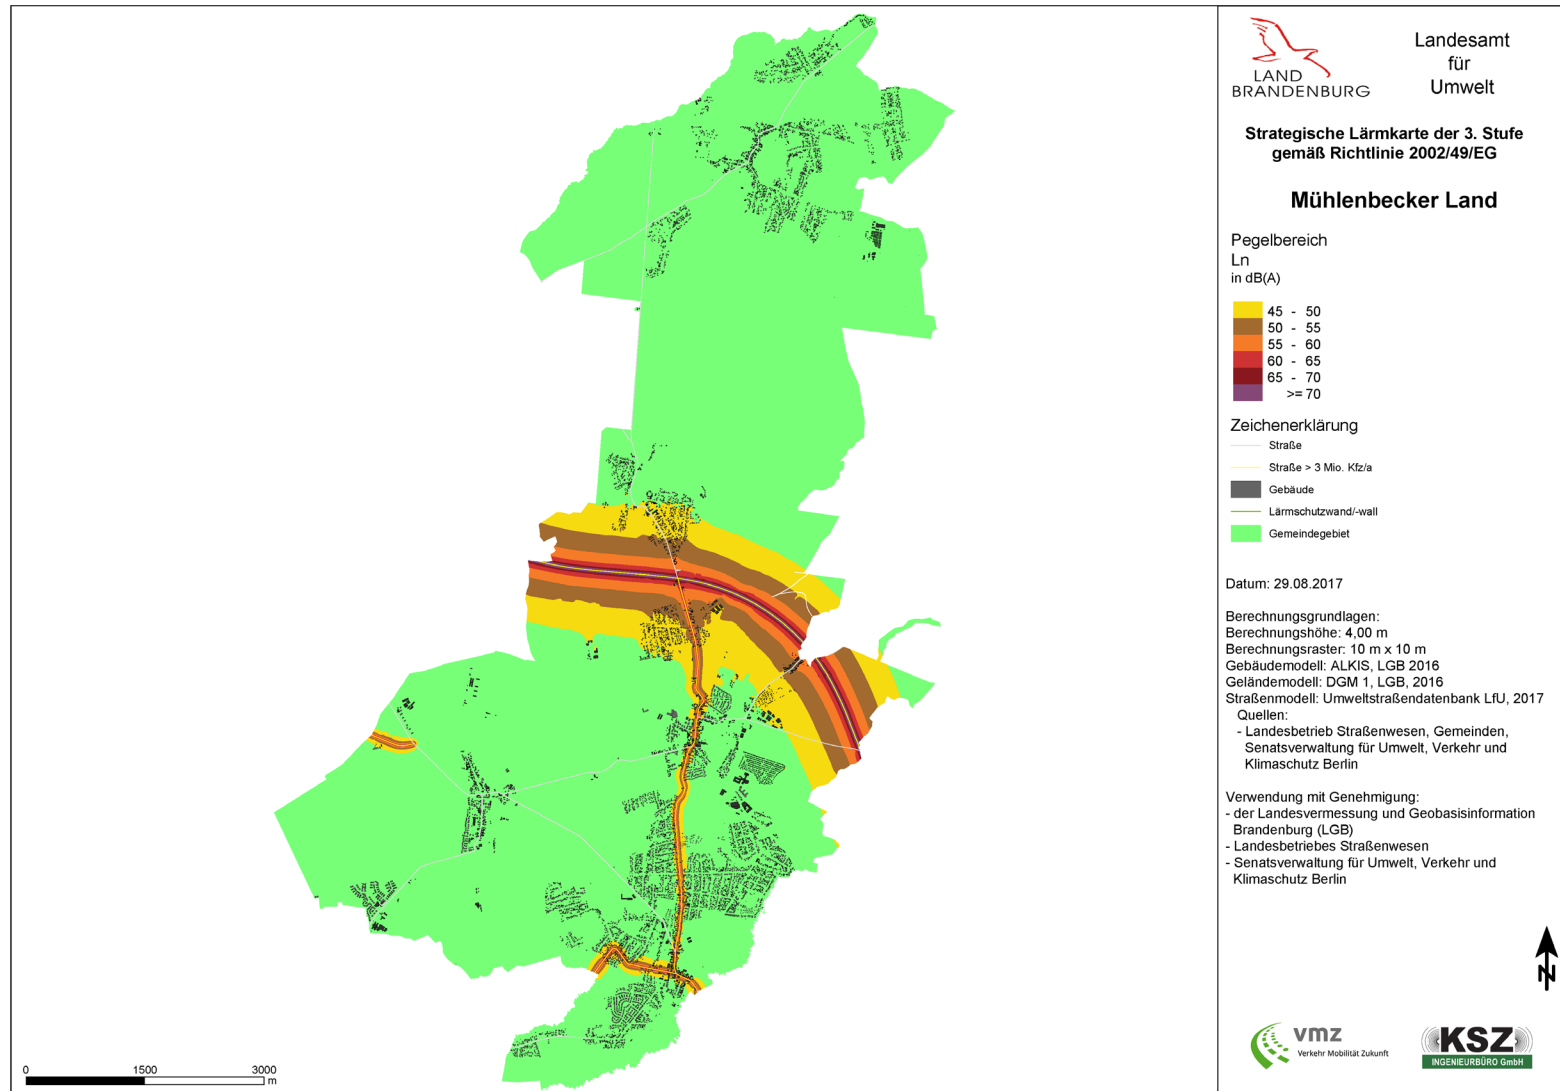 LAND
BRANDENBURG
Landesamt
für
Umwelt
Strategische Lärmkarte der 3. Stufe
gemäß Richtlinie 2002/49/EG
Mühlenbecker Land
Pegelbereich
Ln
in dB(A)
45 - 50
50 - 55
55 - 60
60 - 65
65 - 70
>= 70
Zeichenerklärung
Straße
Straße > 3 Mio. Kfz/a
Gebäude
Lärmschutzwand/-wall
Gemeindegebiet
Datum: 29.08.2017
Berechnungsgrundlagen:
Berechnungshöhe: 4,00 m
Berechnungsraster: 10 m x 10 m
Gebäudemodell: ALKIS, LGB 2016
Geländemodell: DGM 1, LGB, 2016
Straßenmodell: Umweltstraßendatenbank LfU, 2017
Quellen:
- Landesbetrieb Straßenwesen, Gemeinden,
Senatsverwaltung für Umwelt, Verkehr und
Klimaschutz Berlin
Verwendung mit Genehmigung:
- der Landesvermessung und Geobasisinformation
Brandenburg (LGB)
- Landesbetriebes Straßenwesen
- Senatsverwaltung für Umwelt, Verkehr und
Klimaschutz Berlin
N
vmz
Verkehr Mobilität Zukunft
KSZ
INGENIEURBÜRO GmbH
0 1500 3000
m